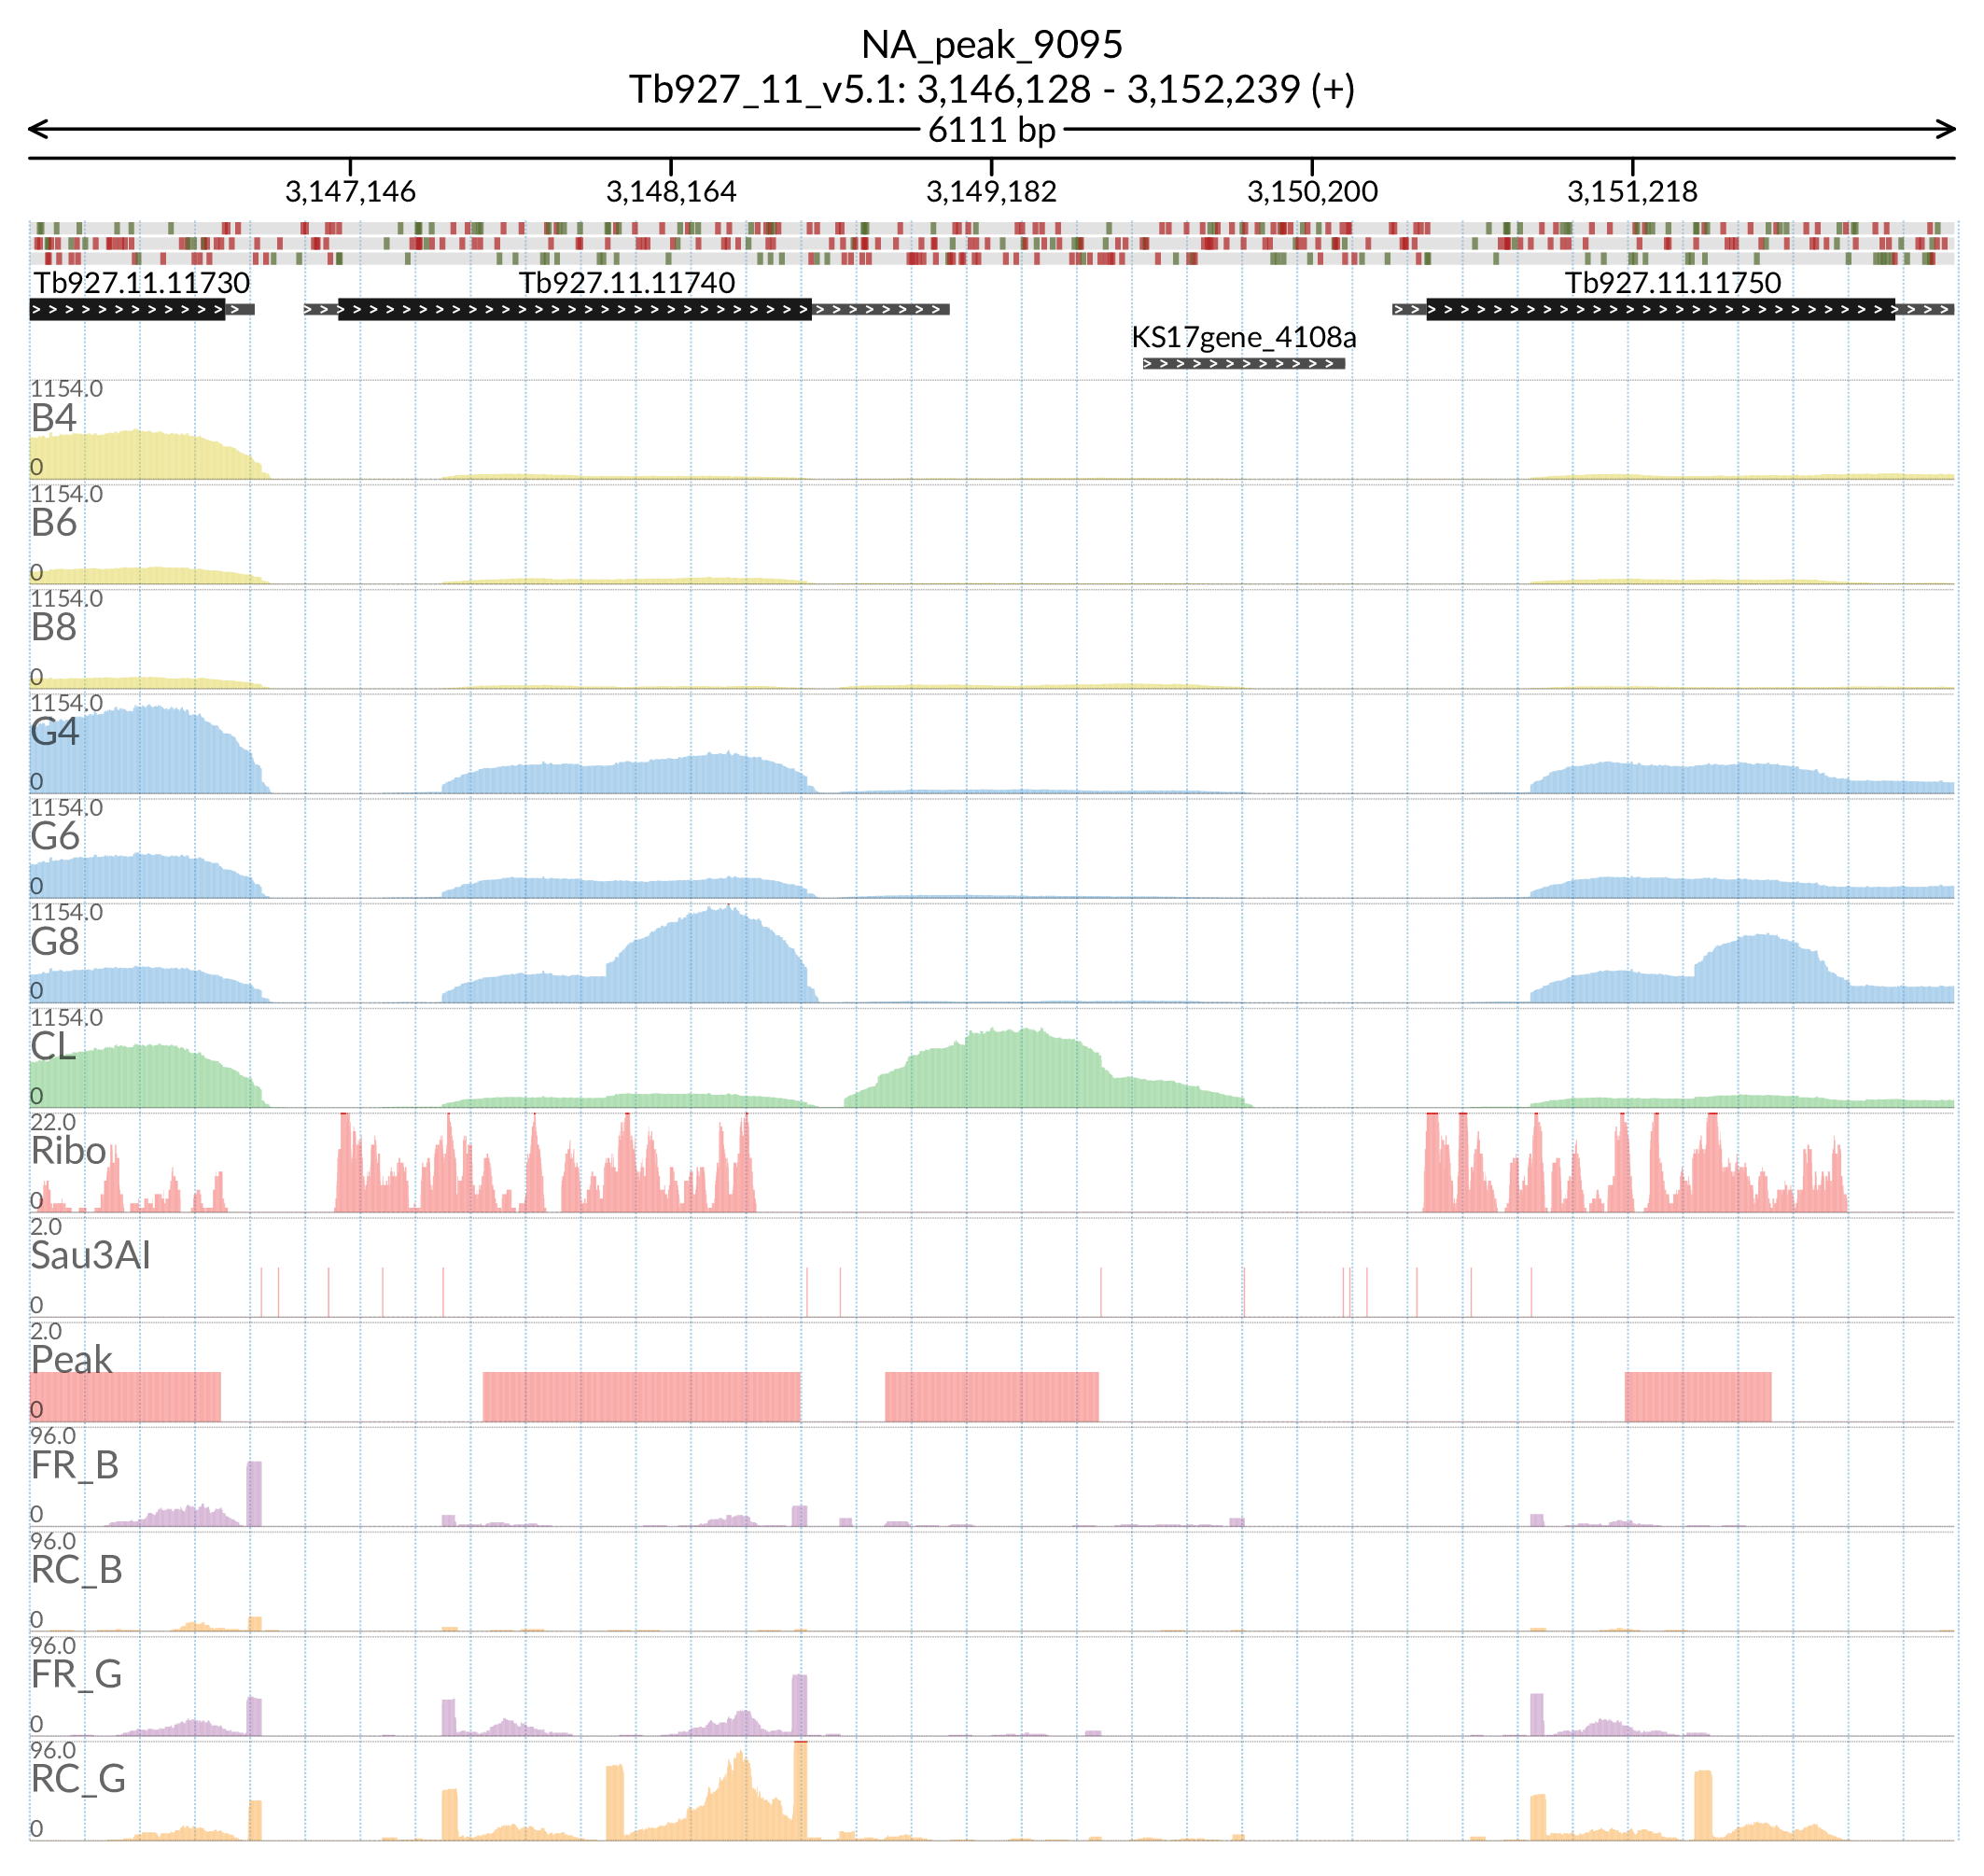 NA_peak_9095
Tb927_11_v5.1: 3,146,128 - 3,152,239 (+)
6111 bp
3,147,146 3,148,164 3,149,182 3,150,200 3,151,218
Tb927.11.11730 Tb927.11.11740 Tb927.11.11750
KS17gene_4108a
1154.0
B4
0
1154.0
B6
0
1154.0
B8
0
1154.0
G4
0
1154.0
G6
0
1154.0
G8
0
1154.0
CL
0
22.0
Ribo
0
2.0
Sau3AI
0
2.0
Peak
0
96.0
FR_B
0
96.0
RC_B
0
96.0
FR_G
0
96.0
RC_G
0